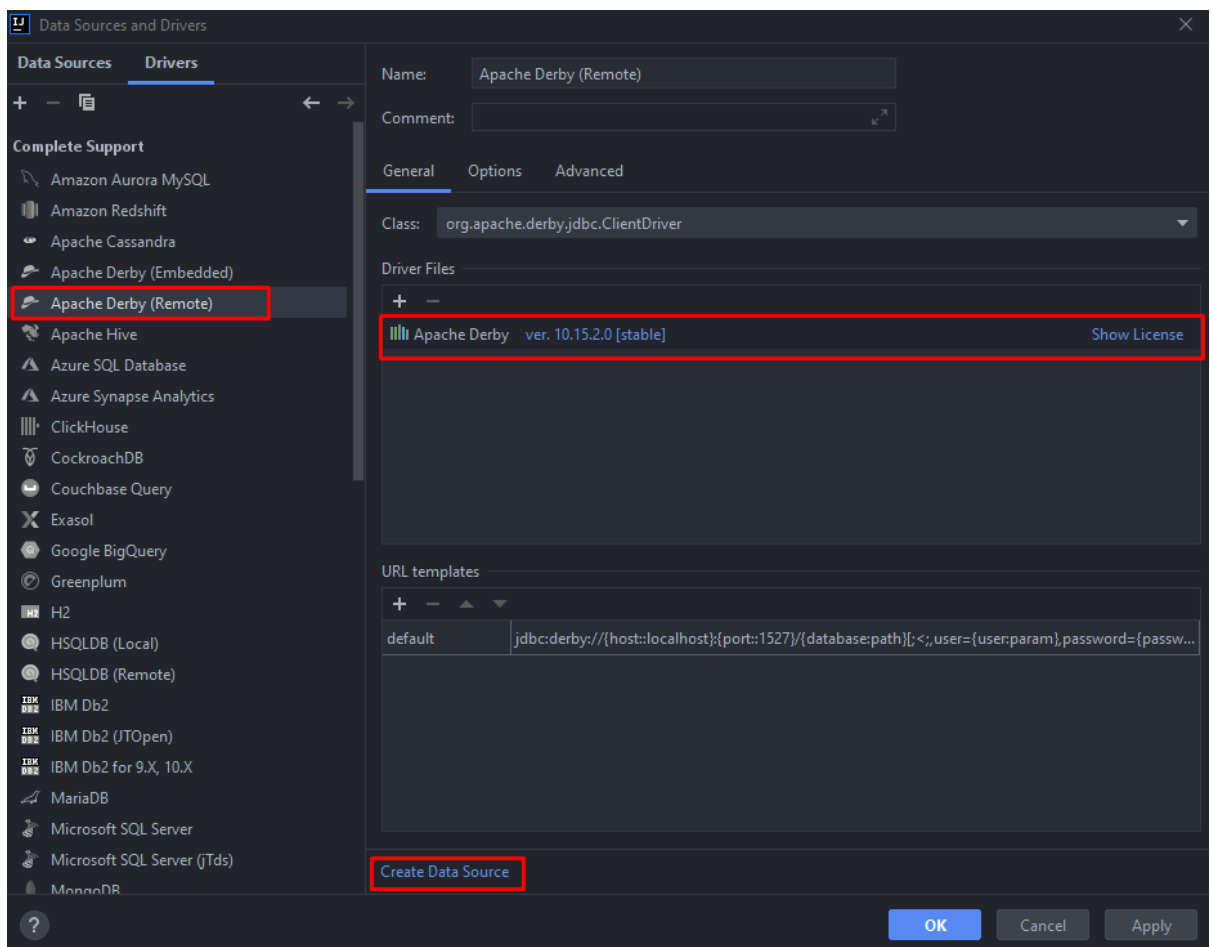 Data Sources and Drivers
Data Sources Drivers
Complete Support
Amazon Aurora MySQL
Amazon Redshift
Apache Cassandra
Apache Derby (Embedded)
Apache Derby (Remote)
Apache Hive
Azure SQL Database
Azure Synapse Analytics
ClickHouse
CockroachDB
Couchbase Query
Exasol
Google BigQuery
Greenplum
H2
HSQLDB (Local)
HSQLDB (Remote)
IBM Db2
IBM Db2 (JTOpen)
IBM Db2 for 9.X, 10.X
MariaDB
Microsoft SQL Server
Microsoft SQL Server (jTds)
MongoDB
Name: Apache Derby (Remote)
Comment:
General Options Advanced
Class: org.apache.derby.jdbc.ClientDriver
Driver Files
Apache Derby ver. 10.15.2.0 [stable] Show License
URL templates
default jdbc:derby://{host::localhost}:{port::1527}/{database:path}[;<;,user={user:param},password={passw...
Create Data Source
? OK Cancel Apply